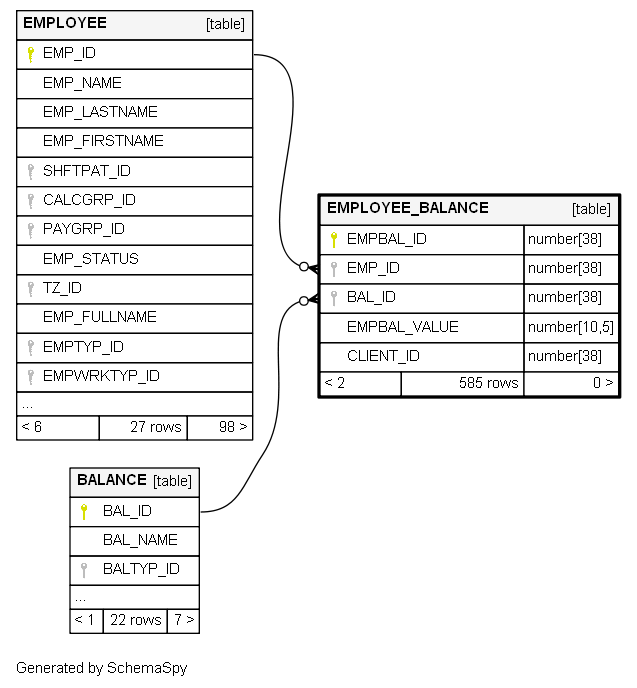 EMPLOYEE [table]
EMP_ID
EMP_NAME
EMP_LASTNAME
EMP_FIRSTNAME
SHFTPAT_ID
CALCGRP_ID
PAYGRP_ID
EMP_STATUS
TZ_ID
EMP_FULLNAME
EMPTYP_ID
EMPWRKTYP_ID
...
< 6 27 rows 98 >
EMPLOYEE_BALANCE [table]
EMPBAL_ID number[38]
EMP_ID number[38]
BAL_ID number[38]
EMPBAL_VALUE number[10,5]
CLIENT_ID number[38]
< 2 585 rows 0 >
BALANCE [table]
BAL_ID
BAL_NAME
BALTYP_ID
...
< 1 22 rows 7 >
Generated by SchemaSpy